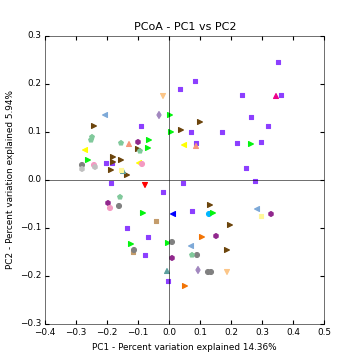 PCoA - PC1 vs PC2
PC2 - Percent variation explained 5.94%
0.3
0.2
0.1
0.0
−0.1
−0.2
−0.3
−0.4 −0.3 −0.2 −0.1 0.0 0.1 0.2 0.3 0.4 0.5
PC1 - Percent variation explained 14.36%